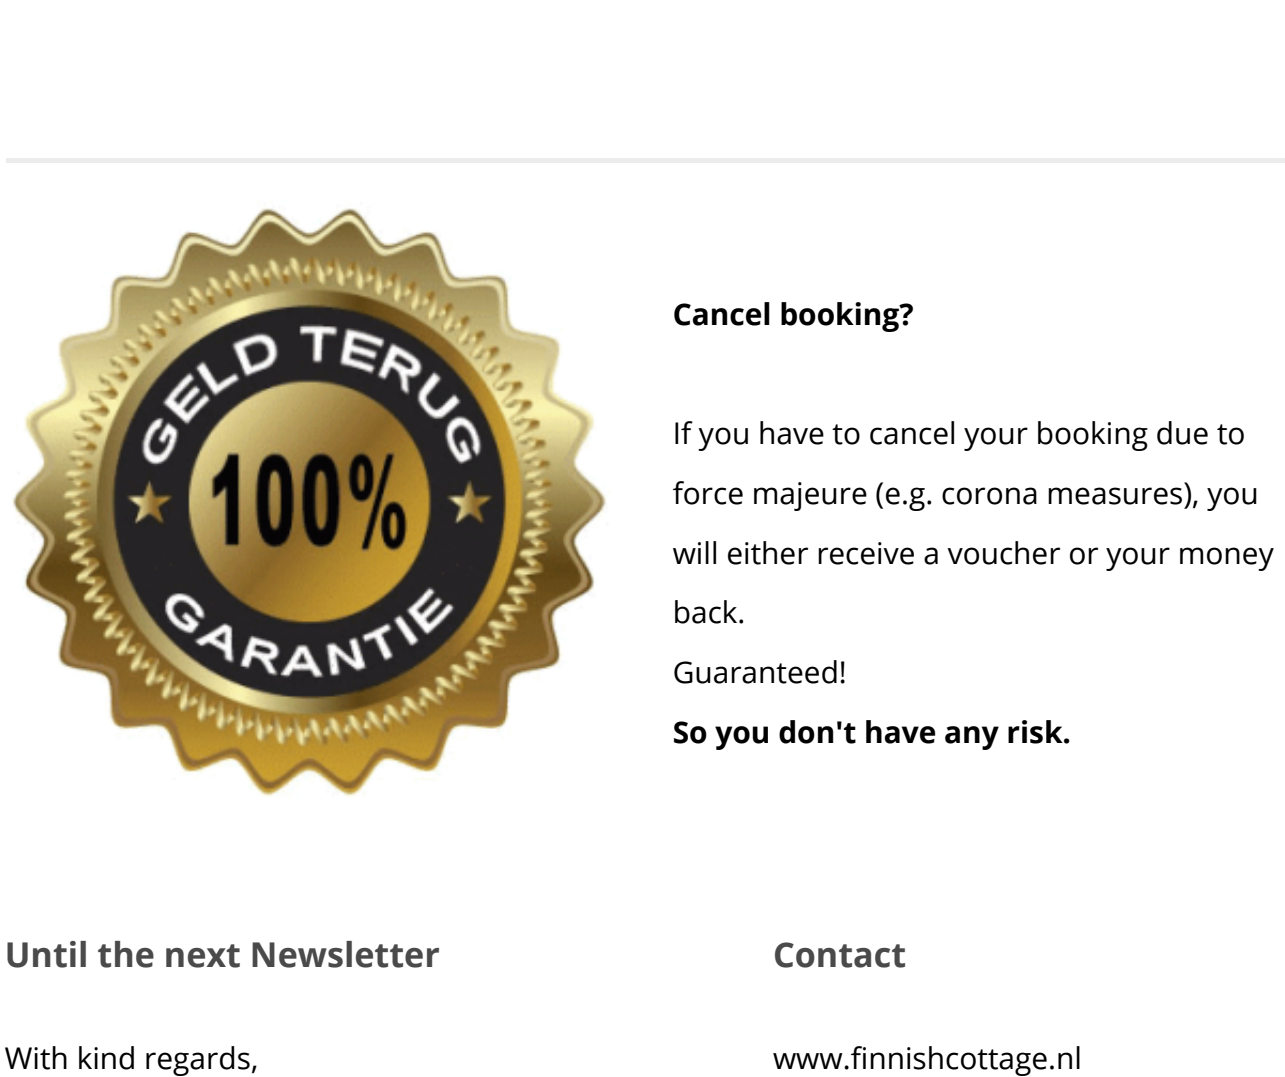 GELD TERUG
100%
GARANTIE
Cancel booking?
If you have to cancel your booking due to
force majeure (e.g. corona measures), you
will either receive a voucher or your money
back.
Guaranteed!
So you don't have any risk.
Until the next Newsletter
With kind regards,
Contact
www.finnishcottage.nl